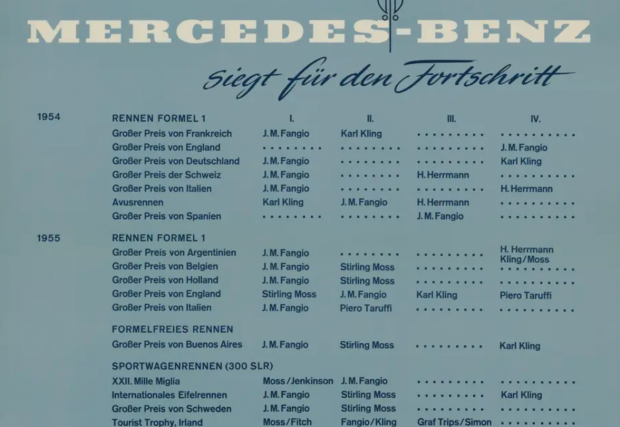 MERCEDES-BENZ
siegt für den Fortschritt
1954 RENNEN FORMEL 1 I. II. III. IV.
Großer Preis von Frankreich J.M.Fangio Karl Kling . . . . . . . . . . . . . . . . . .
Großer Preis von England . . . . . . . . . . . . . . . . . . . . . . . . . J.M.Fangio
Großer Preis von Deutschland J.M.Fangio . . . . . . . . . . . . . . . . . Karl Kling
Großer Preis der Schweiz J.M.Fangio . . . . . . . . H.Herrmann . . . . . . . . . .
Großer Preis von Italien J.M.Fangio . . . . . . . . . . . . . . . . . H.Herrmann
Avusrennen Karl Kling J.M.Fangio H.Herrmann . . . . . . . . . .
Großer Preis von Spanien . . . . . . . . . . . . . . . . J.M.Fangio . . . . . . . . . .
1955 RENNEN FORMEL 1
Großer Preis von Argentinien J.M.Fangio . . . . . . . . . . . . . . . . . H. Herrmann
Kling/Moss
Großer Preis von Belgien J.M.Fangio Stirling Moss . . . . . . . . . . . . . . . . . . .
Großer Preis von Holland J.M.Fangio Stirling Moss . . . . . . . . . . . . . . . . . . .
Großer Preis von England Stirling Moss J.M.Fangio Karl Kling Piero Taruffi
Großer Preis von Italien J.M.Fangio Piero Taruffi . . . . . . . . . . . . . . . . . . .
FORMELFREIES RENNEN
Großer Preis von Buenos Aires J.M.Fangio Stirling Moss . . . . . . . . . Karl Kling
SPORTWAGENRENNEN (300 SLR)
XXII. Mille Miglia Moss/Jenkinson J.M.Fangio . . . . . . . . . . . . . . . . . . .
Internationales Eifelrennen J.M.Fangio Stirling Moss . . . . . . . . . Karl Kling
Großer Preis von Schweden J.M.Fangio Stirling Moss . . . . . . . . . . . . . . . . . . .
Tourist Trophy, Irland Moss/Fitch Fangio/Kling Graf Trips/Simon . . . . . . . . . .